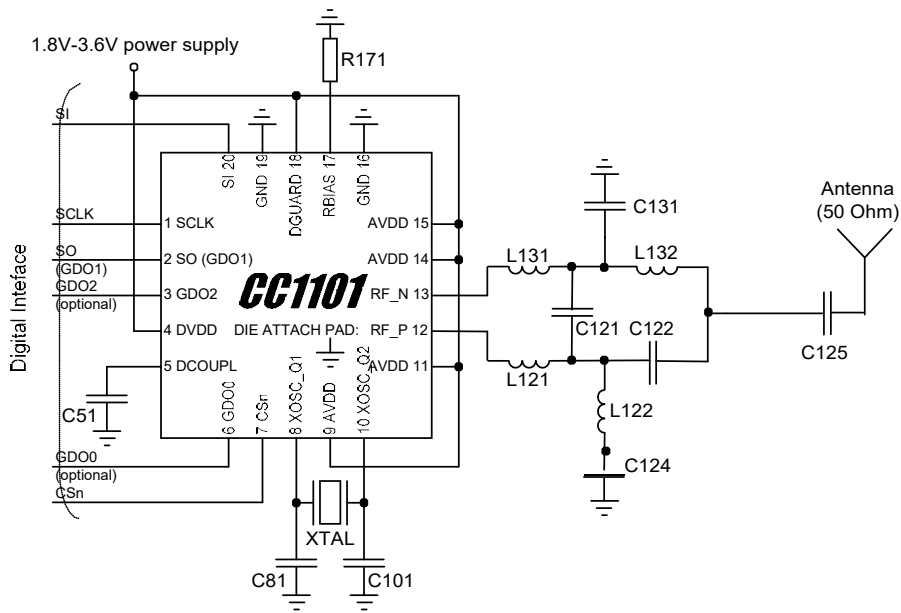 1.8V-3.6V power supply
R171
SI
SI 20
GND 19
DGUARD 18
RBIAS 17
GND 16
Antenna
(50 Ohm)
C131
SCLK
1 SCLK
AVDD 15
SO
(GDO1)
2 SO (GDO1)
AVDD 14
L131
L132
GDO2
(optional)
3 GDO2
CC1101
RF_N 13
C121
C122
4 DVDD
DIE ATTACH PAD:
RF_P 12
C125
5 DCOUPL
AVDD 11
L121
Digital Inteface
C51
6 GDO0
7 CSn
8 XOSC_Q1
9 AVDD
10 XOSC_Q2
L122
GDO0
(optional)
C124
CSn
XTAL
C81
C101